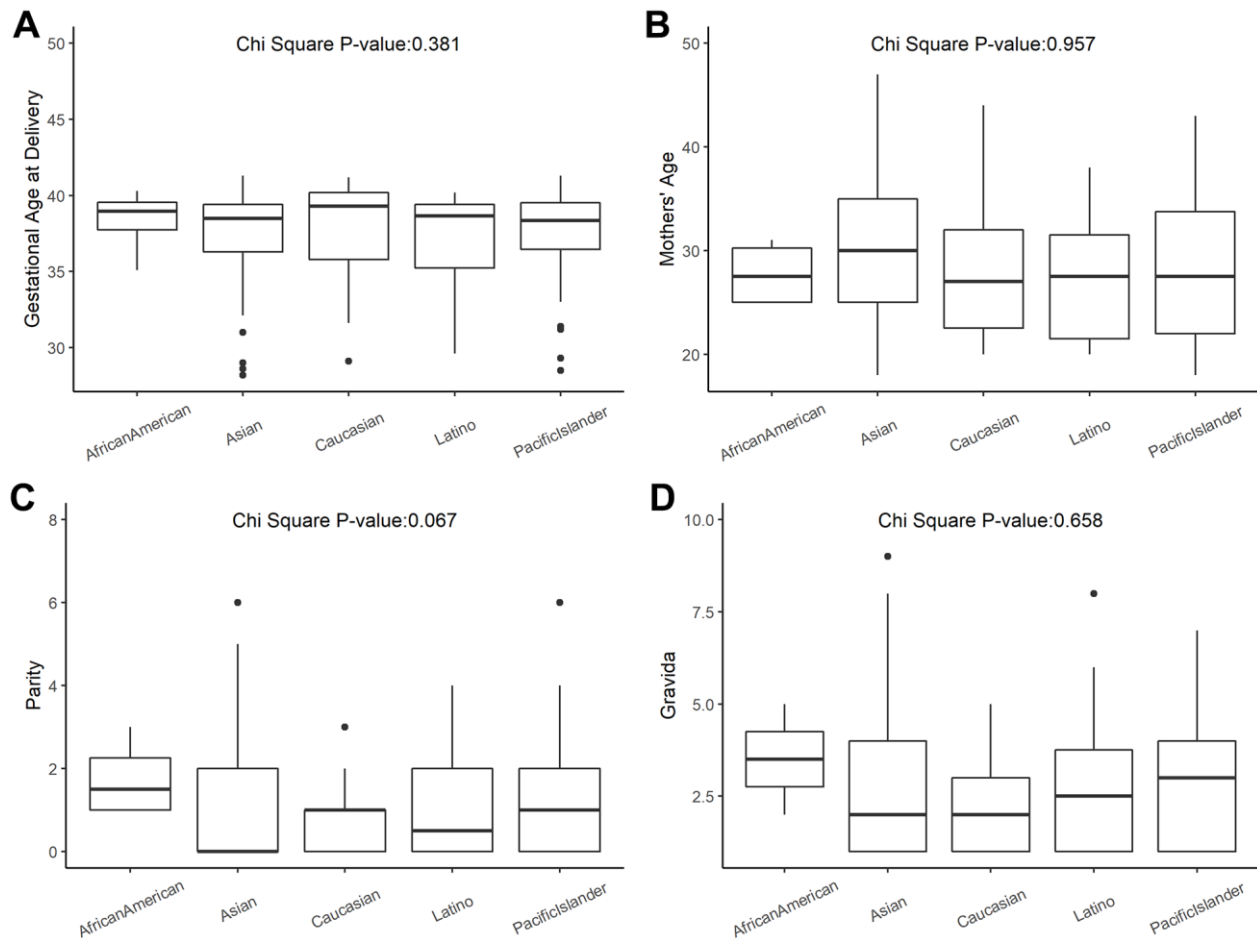 A
Chi Square P-value:0.381
Gestational Age at Delivery
50
45
40
35
30
AfricanAmerican
Asian
Caucasian
Latino
PacificIslander
B
Chi Square P-value:0.957
Mothers' Age
50
40
30
20
AfricanAmerican
Asian
Caucasian
Latino
PacificIslander
C
Chi Square P-value:0.067
Parity
8
6
4
2
0
AfricanAmerican
Asian
Caucasian
Latino
PacificIslander
D
Chi Square P-value:0.658
Gravida
10.0
7.5
5.0
2.5
AfricanAmerican
Asian
Caucasian
Latino
PacificIslander